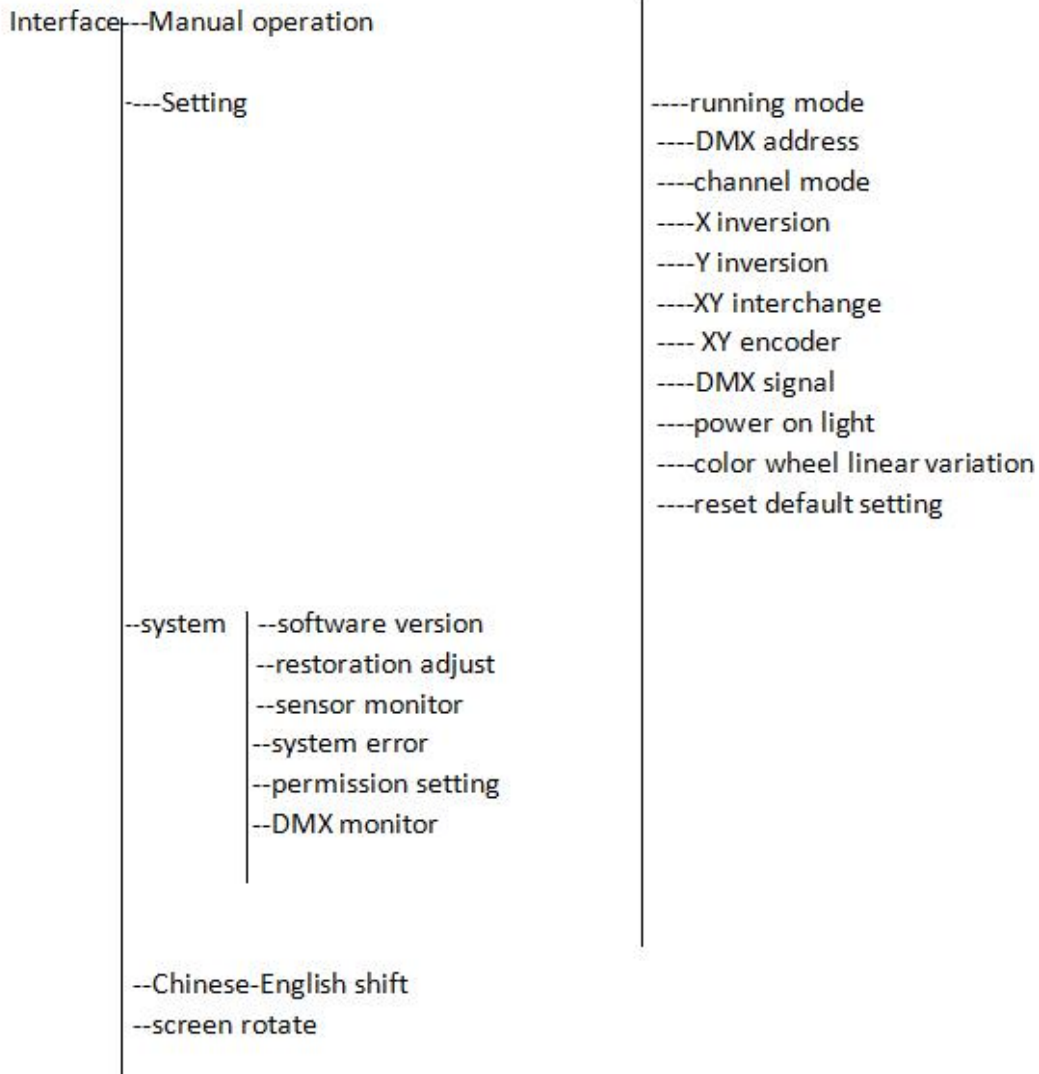 Interface---Manual operation
----Setting
----running mode
----DMX address
----channel mode
----X inversion
----Y inversion
----XY interchange
---- XY encoder
----DMX signal
----power on light
----color wheel linear variation
----reset default setting
--system
--software version
--restoration adjust
--sensor monitor
--system error
--permission setting
--DMX monitor
--Chinese-English shift
--screen rotate